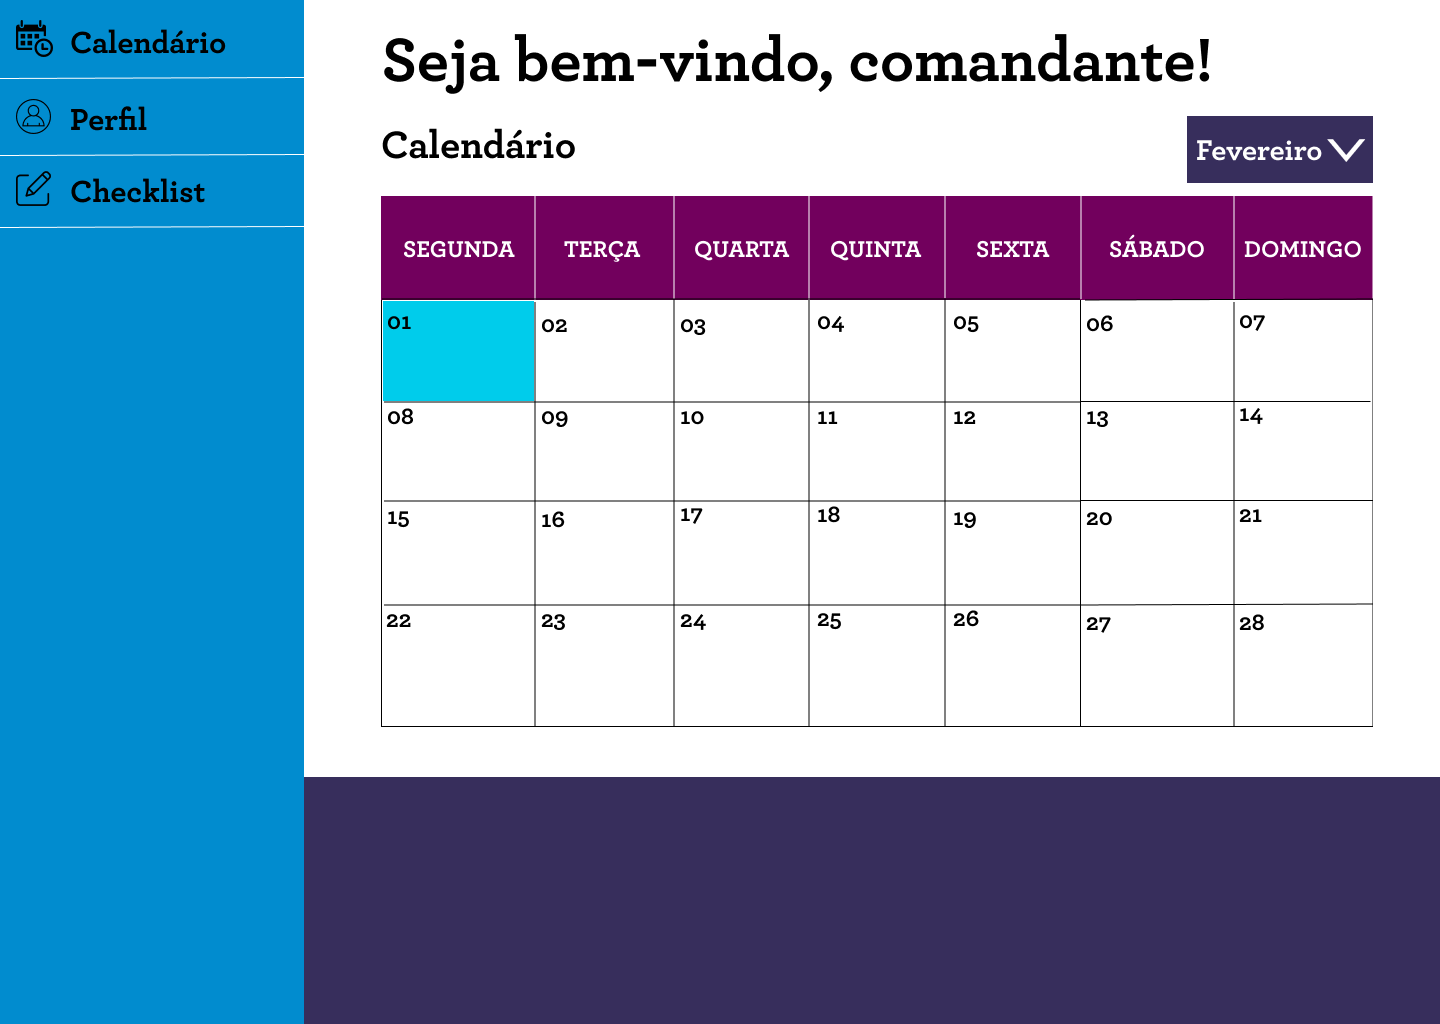 Calendário
Perfil
Checklist
Seja bem-vindo, comandante!
Calendário
Fevereiro
SEGUNDA TERÇA QUARTA QUINTA SEXTA SÁBADO DOMINGO
01 02 03 04 05 06 07
08 09 10 11 12 13 14
15 16 17 18 19 20 21
22 23 24 25 26 27 28